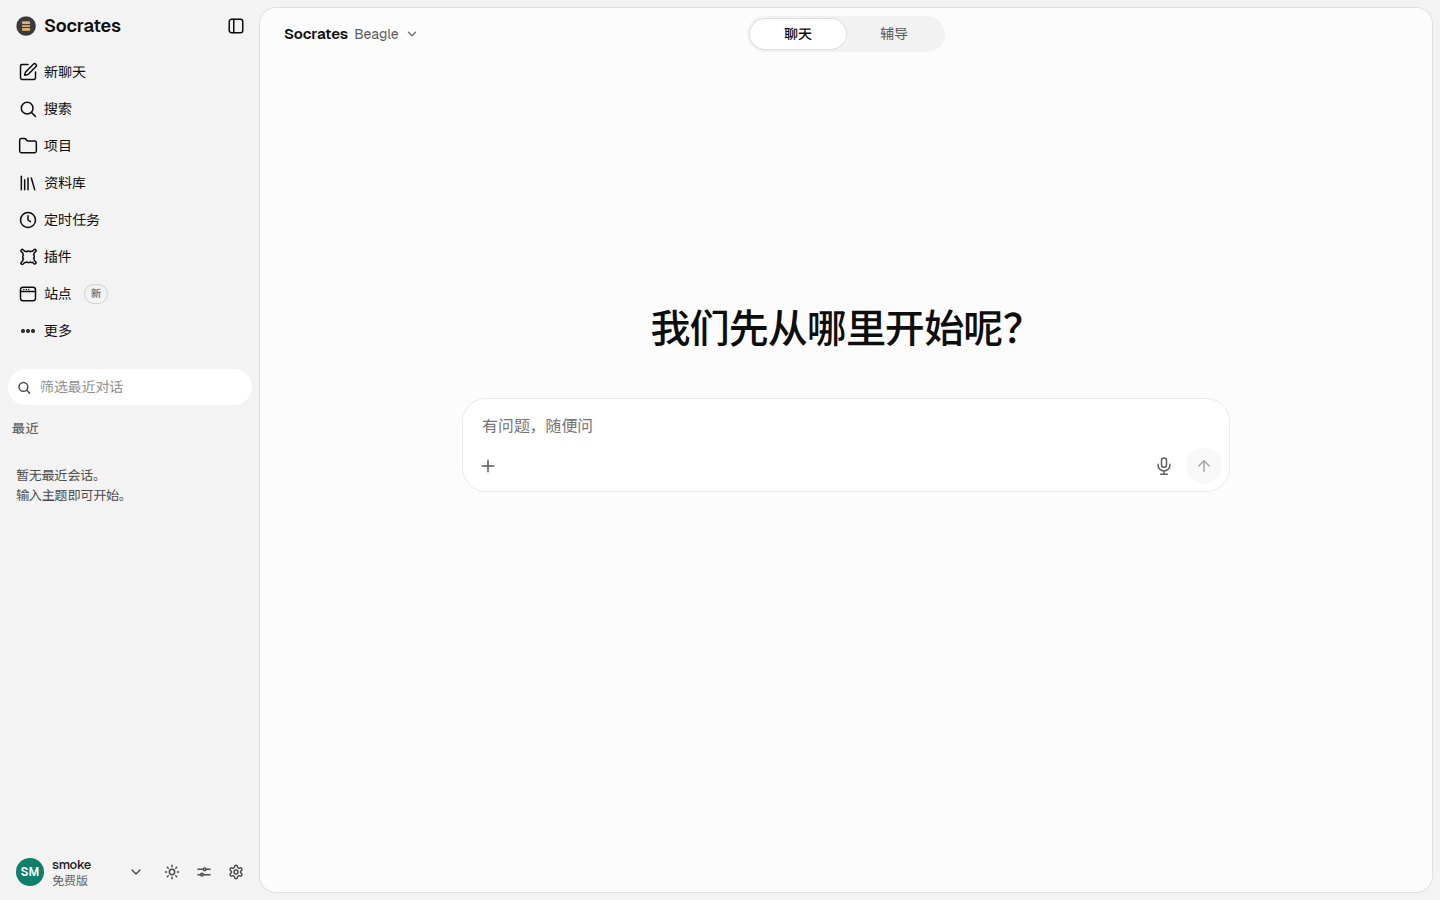 Socrates
新聊天
搜索
项目
资料库
定时任务
插件
站点 新
更多
筛选最近对话
最近
暂无最近会话。
输入主题即可开始。
SM
smoke
免费版
Socrates Beagle
聊天 辅导
我们先从哪里开始呢？
有问题，随便问